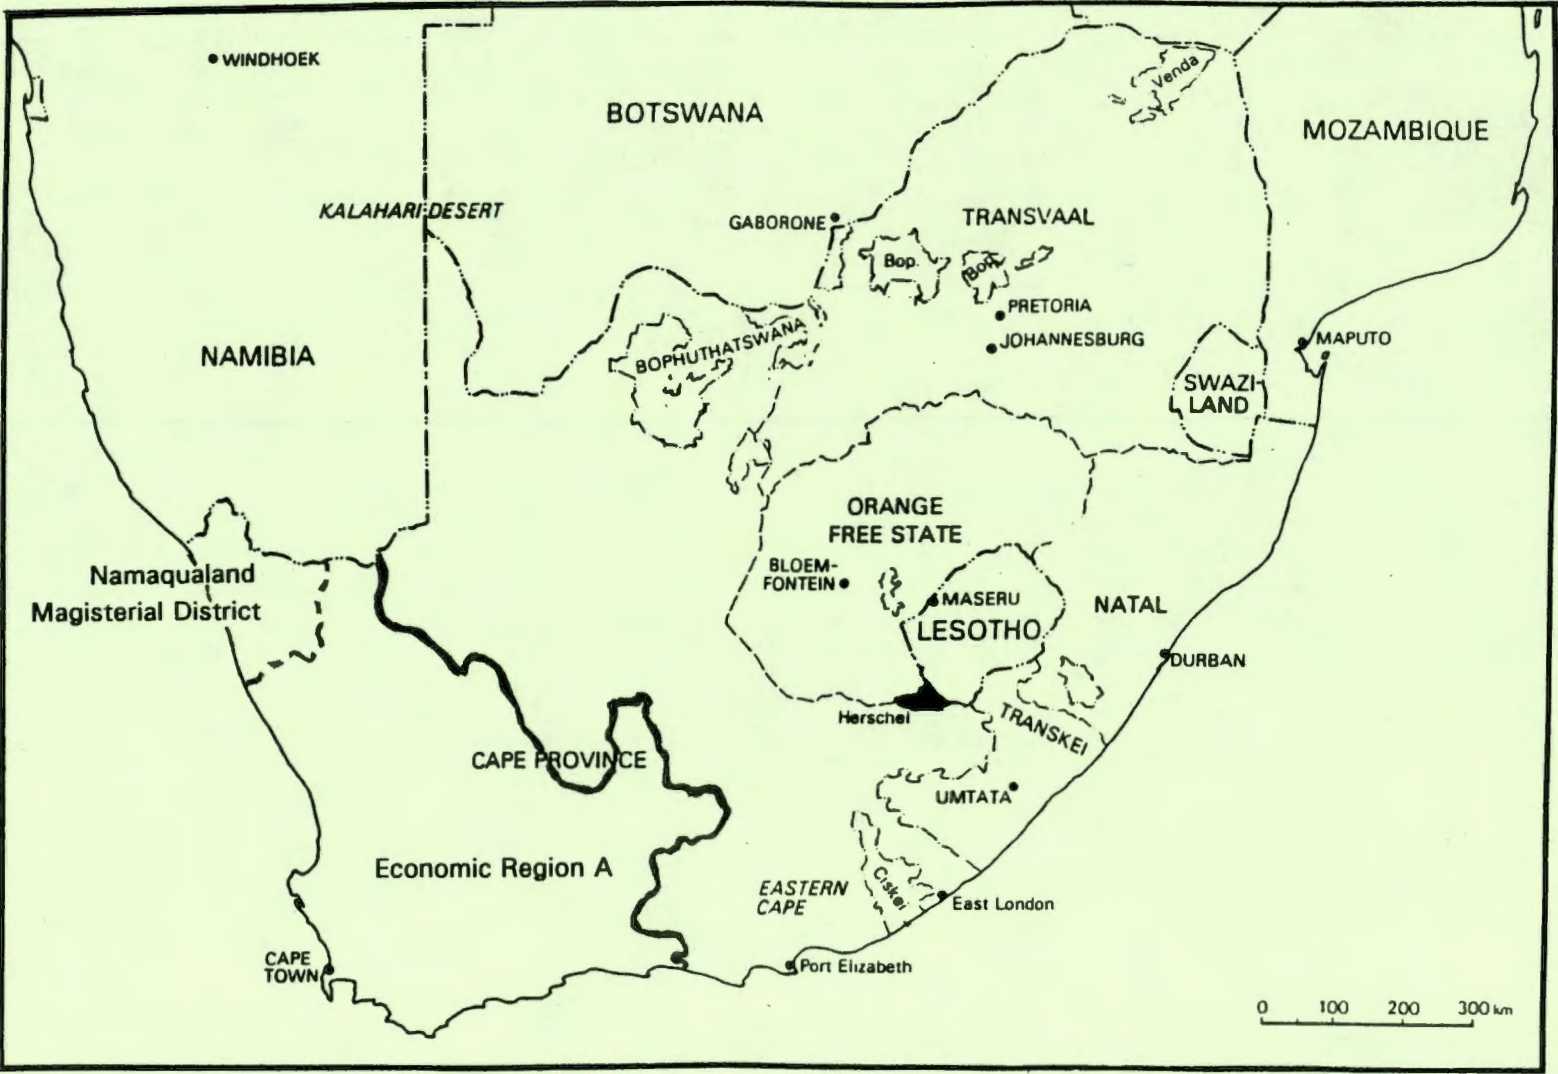 WINDHOEK
BOTSWANA
Venda
MOZAMBIQUE
KALAHARI DESERT
GABORONE
TRANSVAAL
Bop.
Bop.
PRETORIA
JOHANNESBURG
BOPHUTHATSWANA
NAMIBIA
MAPUTO
SWAZI-
LAND
ORANGE
FREE STATE
BLOEM-
FONTEIN
MASERU
LESOTHO
NATAL
Namaqualand
Magisterial District
DURBAN
Herschel
TRANSKEI
CAPE PROVINCE
UMTATA
Economic Region A
EASTERN
CAPE
Ciskei
East London
CAPE
TOWN
Port Elizabeth
0 100 200 300 km